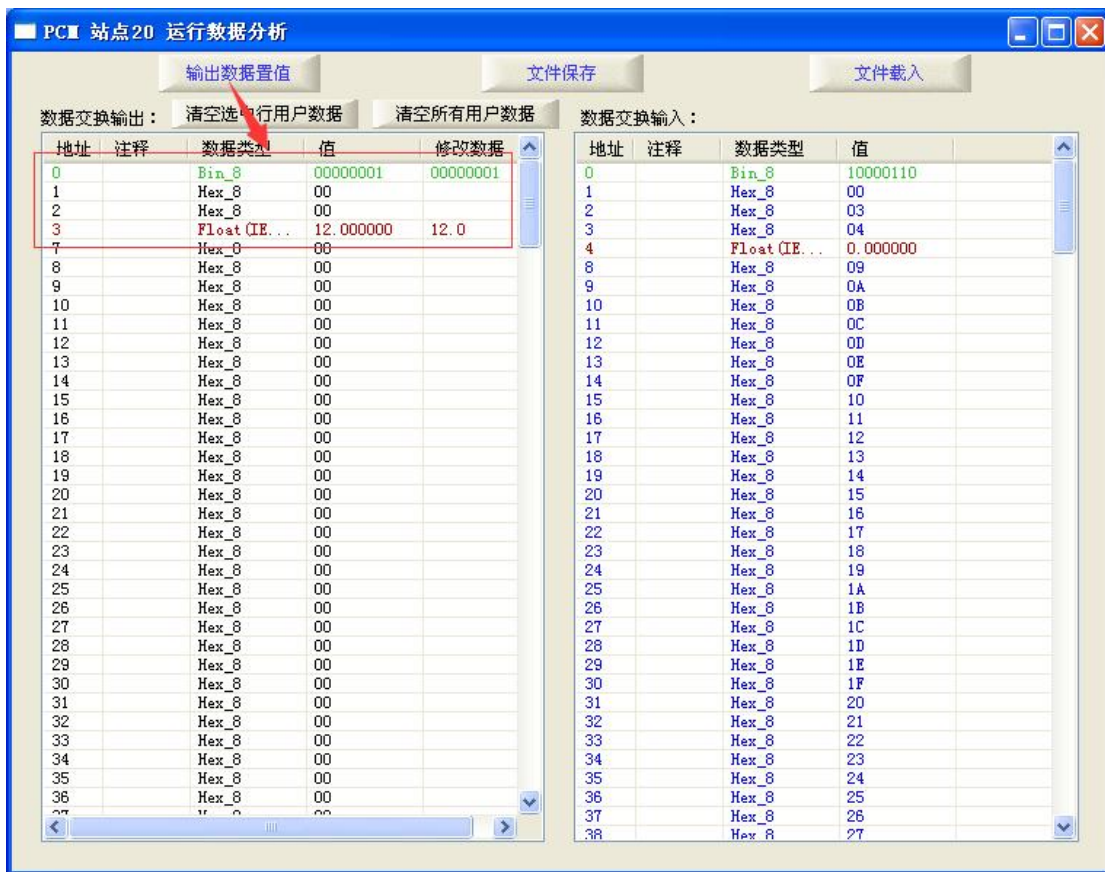 PCM 站点20 运行数据分析
输出数据置值 文件保存 文件载入
数据交换输出: 清空选中行用户数据 清空所有用户数据 数据交换输入:
地址 注释 数据类型 值 修改数据 地址 注释 数据类型 值
0 Bin_8 00000001 00000001 0 Bin_8 10000110
1 Hex_8 00 1 Hex_8 00
2 Hex_8 00 2 Hex_8 03
3 Float(IE... 12.000000 12.0 3 Hex_8 04
7 Hex_8 00 4 Float(IE... 0.000000
8 Hex_8 00 8 Hex_8 09
9 Hex_8 00 9 Hex_8 0A
10 Hex_8 00 10 Hex_8 0B
11 Hex_8 00 11 Hex_8 0C
12 Hex_8 00 12 Hex_8 0D
13 Hex_8 00 13 Hex_8 0E
14 Hex_8 00 14 Hex_8 0F
15 Hex_8 00 15 Hex_8 10
16 Hex_8 00 16 Hex_8 11
17 Hex_8 00 17 Hex_8 12
18 Hex_8 00 18 Hex_8 13
19 Hex_8 00 19 Hex_8 14
20 Hex_8 00 20 Hex_8 15
21 Hex_8 00 21 Hex_8 16
22 Hex_8 00 22 Hex_8 17
23 Hex_8 00 23 Hex_8 18
24 Hex_8 00 24 Hex_8 19
25 Hex_8 00 25 Hex_8 1A
26 Hex_8 00 26 Hex_8 1B
27 Hex_8 00 27 Hex_8 1C
28 Hex_8 00 28 Hex_8 1D
29 Hex_8 00 29 Hex_8 1E
30 Hex_8 00 30 Hex_8 1F
31 Hex_8 00 31 Hex_8 20
32 Hex_8 00 32 Hex_8 21
33 Hex_8 00 33 Hex_8 22
34 Hex_8 00 34 Hex_8 23
35 Hex_8 00 35 Hex_8 24
36 Hex_8 00 36 Hex_8 25
37 Hex_8 26
38 Hex_8 27